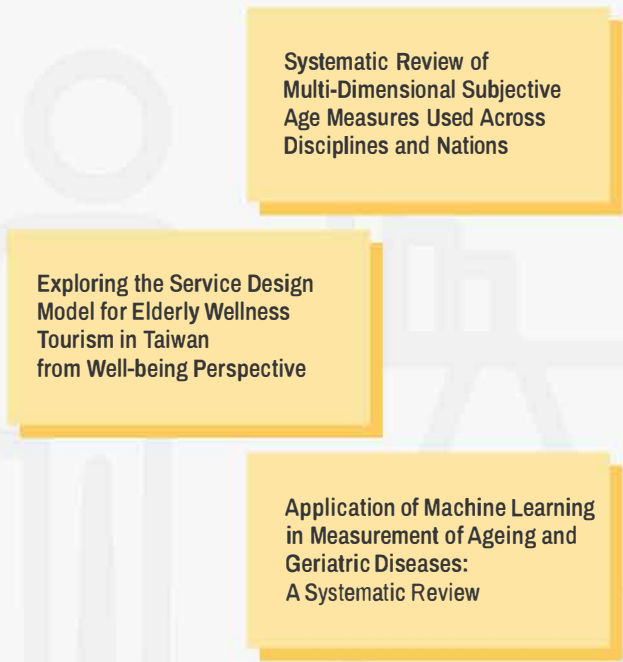 Systematic Review of
Multi-Dimensional Subjective
Age Measures Used Across
Disciplines and Nations
Exploring the Service Design
Model for Elderly Wellness
Tourism in Taiwan
from Well-being Perspective
Application of Machine Learning
in Measurement of Ageing and
Geriatric Diseases:
A Systematic Review